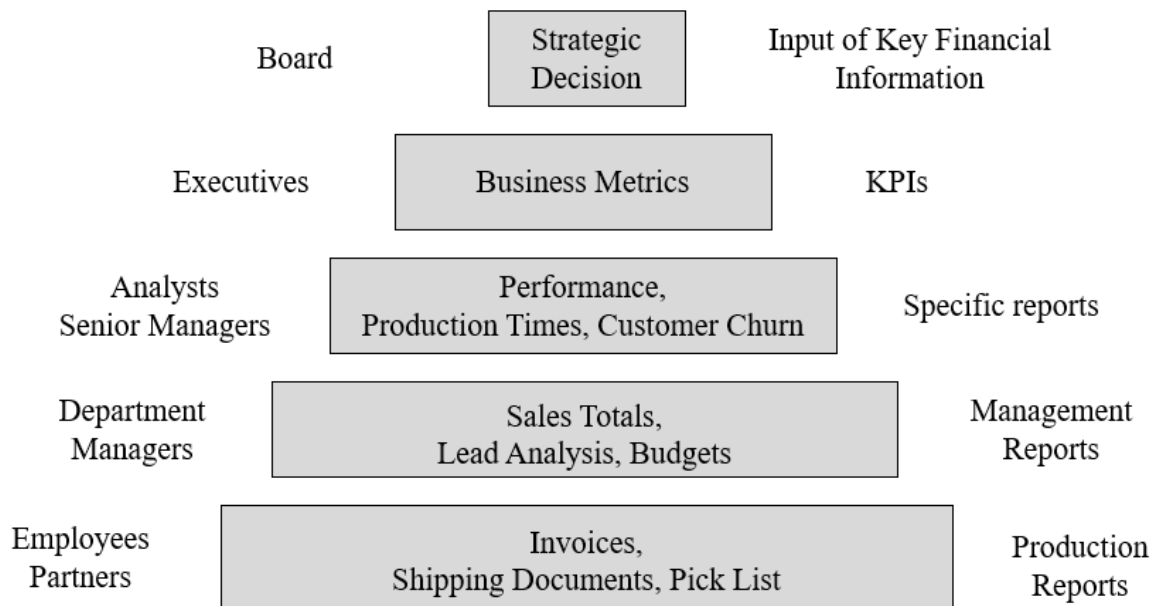 Board
Strategic
Decision
Input of Key Financial
Information
Executives
Business Metrics
KPIs
Analysts
Senior Managers
Performance,
Production Times, Customer Churn
Specific reports
Department
Managers
Sales Totals,
Lead Analysis, Budgets
Management
Reports
Employees
Partners
Invoices,
Shipping Documents, Pick List
Production
Reports